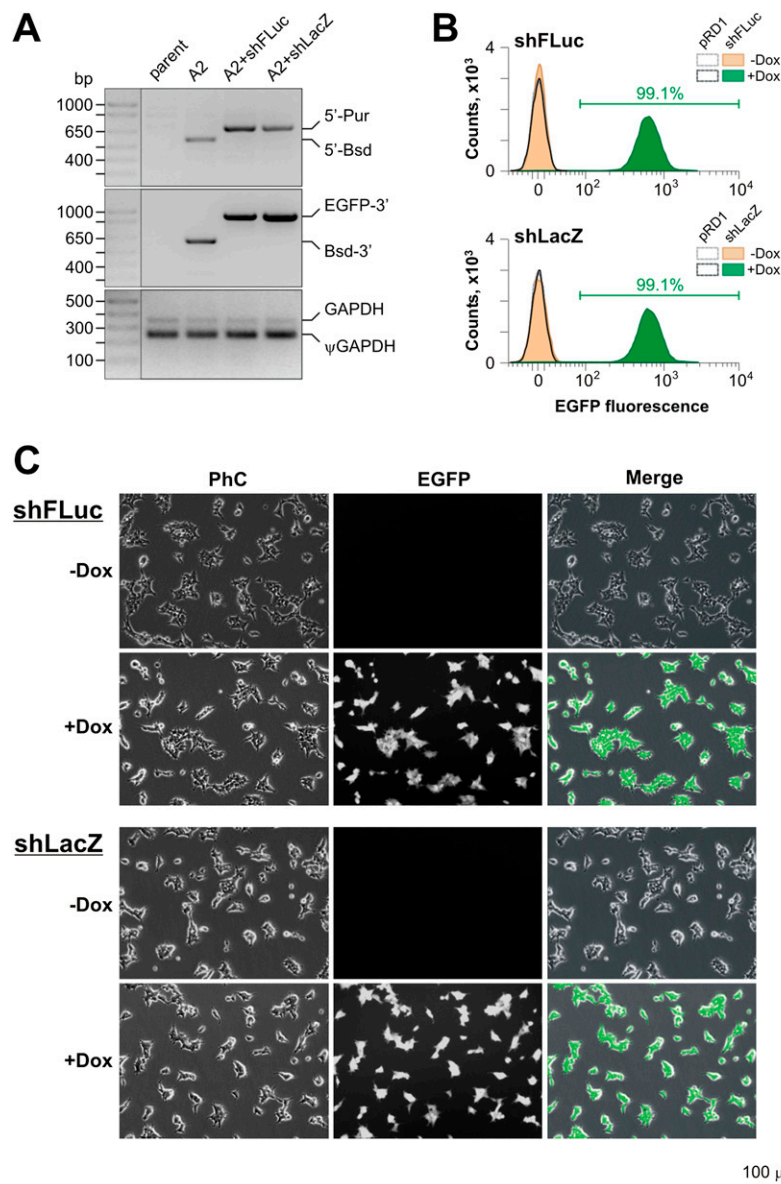 A
bp
parent
A2
A2+shFLuc
A2+shLacZ
1000
650
400
5'-Pur
5'-Bsd
1000
650
400
EGFP-3'
Bsd-3'
500
300
100
GAPDH
ψGAPDH
B
shFLuc
pRD1
shFLuc
-Dox
+Dox
Counts, x10³
4
2
0
99.1%
0 10² 10³ 10⁴
shLacZ
pRD1
shLacZ
-Dox
+Dox
Counts, x10³
4
2
0
99.1%
0 10² 10³ 10⁴
EGFP fluorescence
C
PhC EGFP Merge
shFLuc
-Dox
+Dox
shLacZ
-Dox
+Dox
100 µ